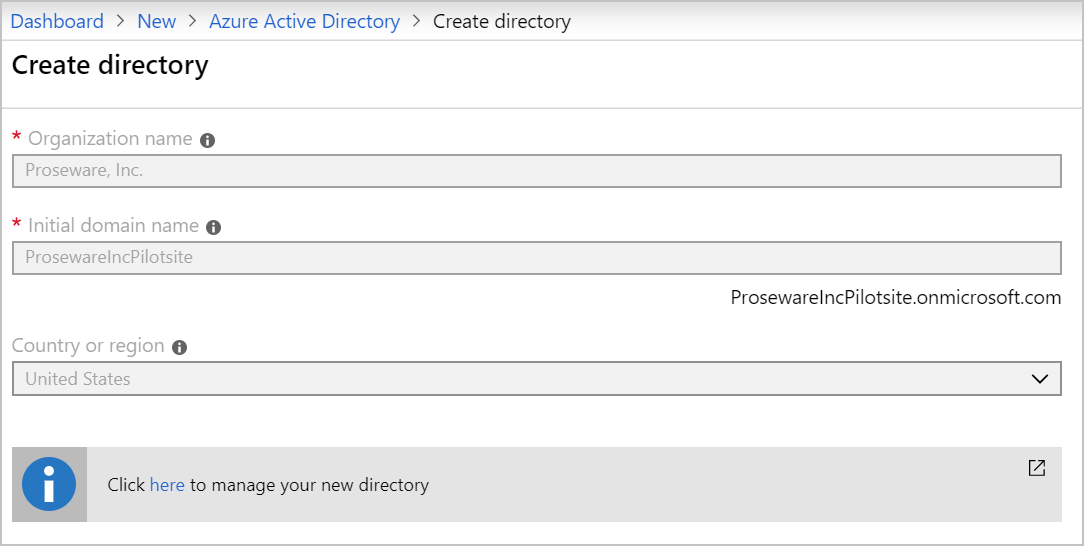 Dashboard > New > Azure Active Directory > Create directory
Create directory
* Organization name
Proseware, Inc.
* Initial domain name
ProsewareIncPilotsite
ProsewareIncPilotsite.onmicrosoft.com
Country or region
United States
Click here to manage your new directory